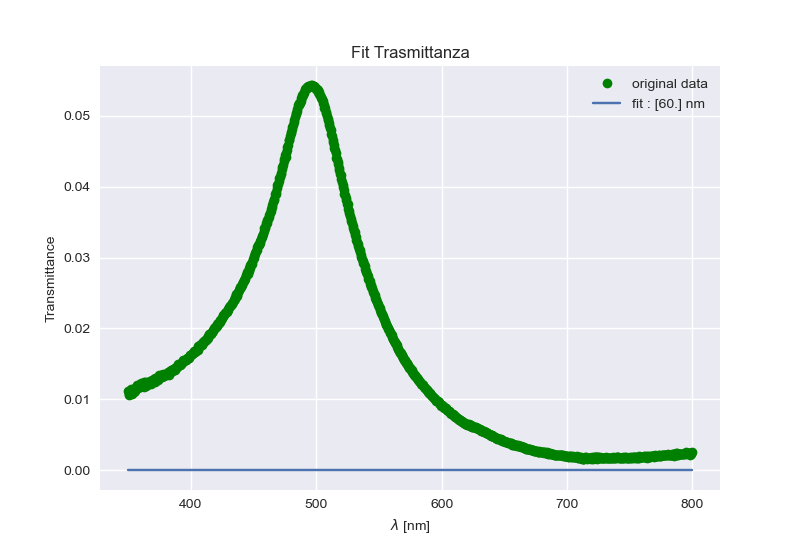 Fit Trasmittanza
original data
fit : [60.] nm
Transmittance
0.05
0.04
0.03
0.02
0.01
0.00
400
500
600
700
800
λ [nm]